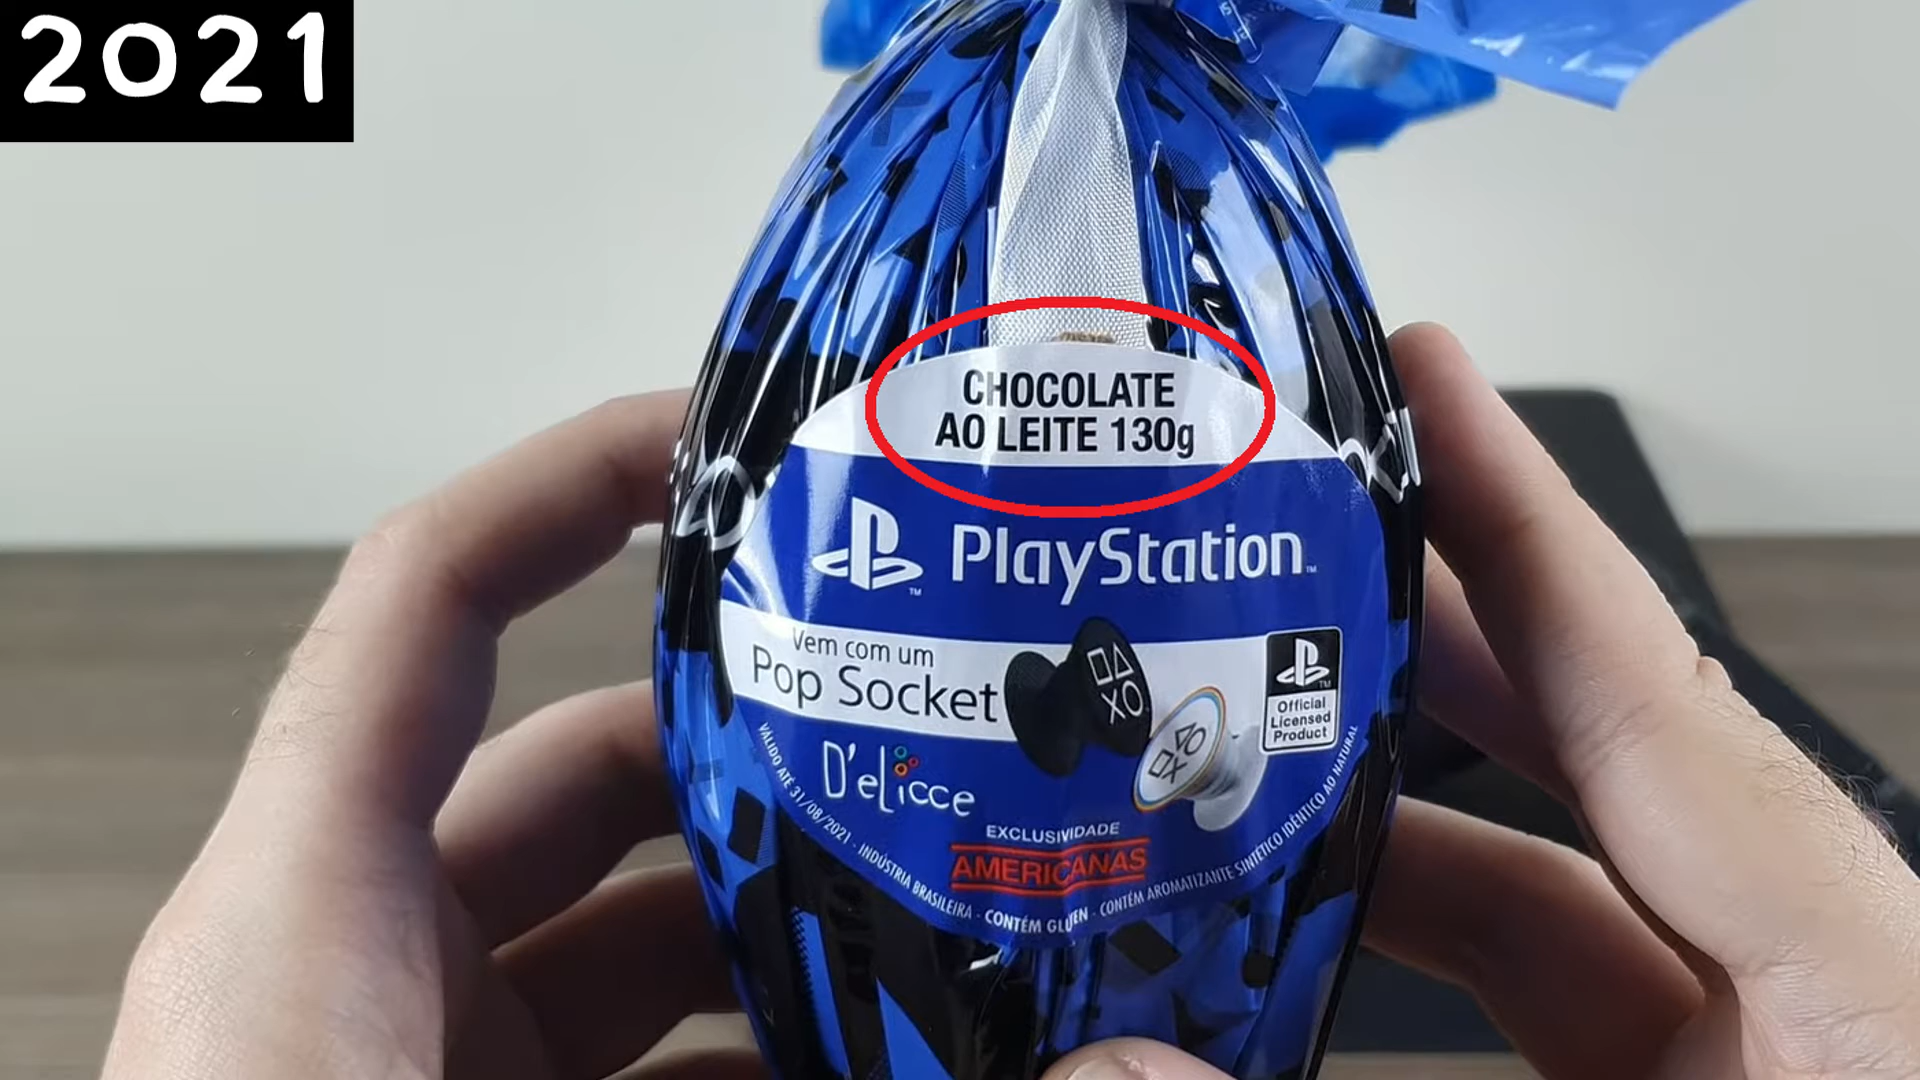 2021
CHOCOLATE
AO LEITE 130g
PlayStation™
Vem com um
Pop Socket
Official
Licensed
Product
D'elicce
EXCLUSIVIDADE
AMERICANAS
VÁLIDO ATÉ 31/08/2021 - INDÚSTRIA BRASILEIRA - CONTÉM GLÚTEN - CONTÉM AROMATIZANTE SINTÉTICO IDÊNTICO AO NATURAL